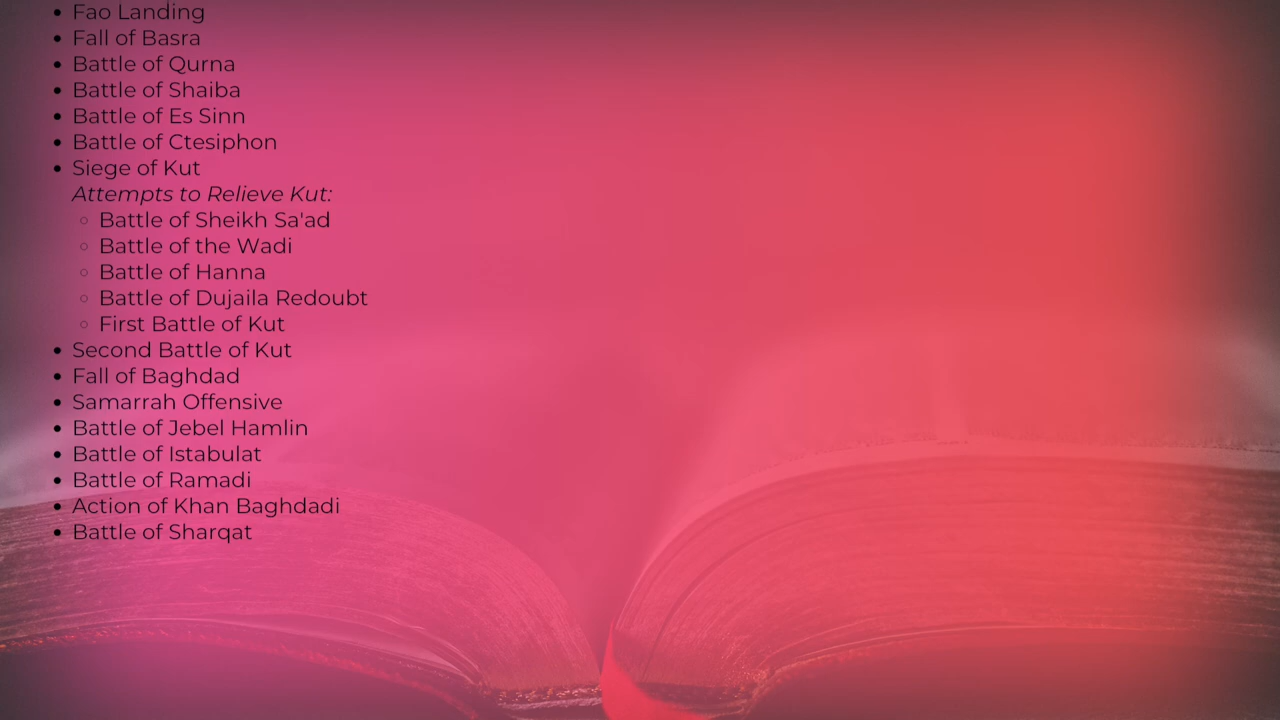 Fao Landing
Fall of Basra
Battle of Qurna
Battle of Shaiba
Battle of Es Sinn
Battle of Ctesiphon
Siege of Kut
Attempts to Relieve Kut:
Battle of Sheikh Sa'ad
Battle of the Wadi
Battle of Hanna
Battle of Dujaila Redoubt
First Battle of Kut
Second Battle of Kut
Fall of Baghdad
Samarrah Offensive
Battle of Jebel Hamlin
Battle of Istabulat
Battle of Ramadi
Action of Khan Baghdadi
Battle of Sharqat